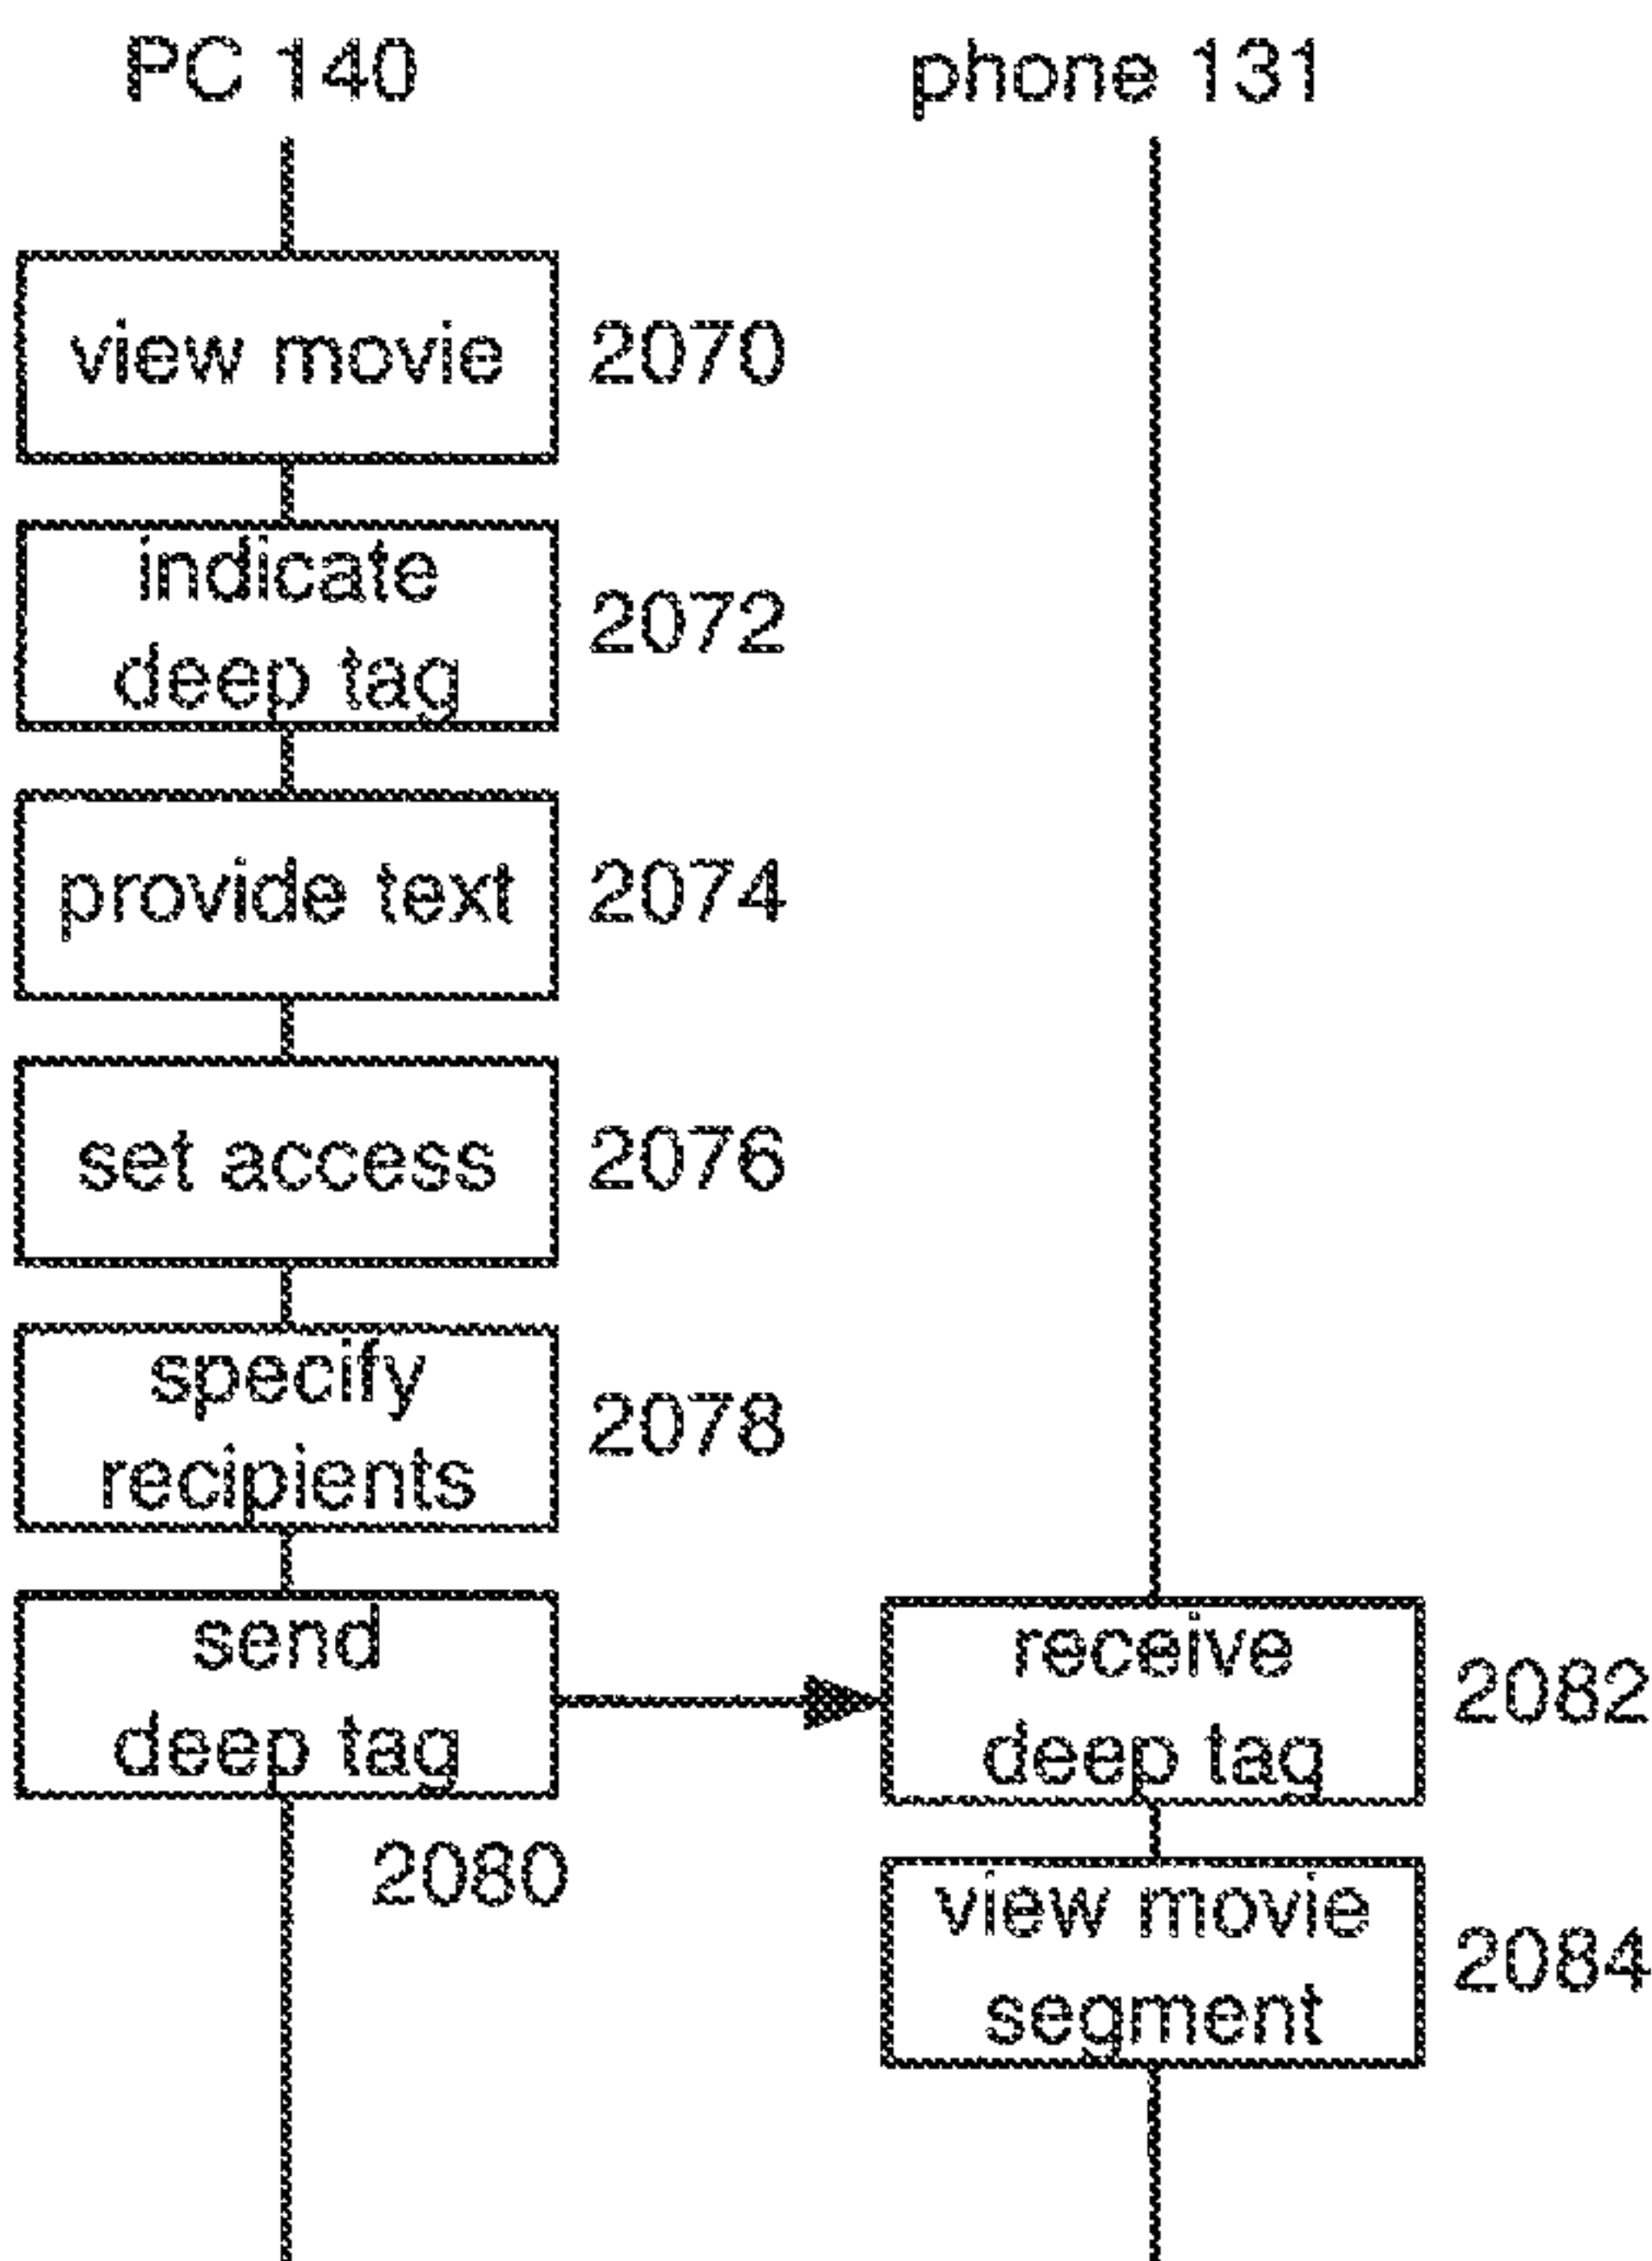 PC 140
phone 131
view movie
2070
indicate
deep tag
2072
provide text
2074
set access
2076
specify
recipients
2078
send
deep tag
2080
receive
deep tag
2082
view movie
segment
2084